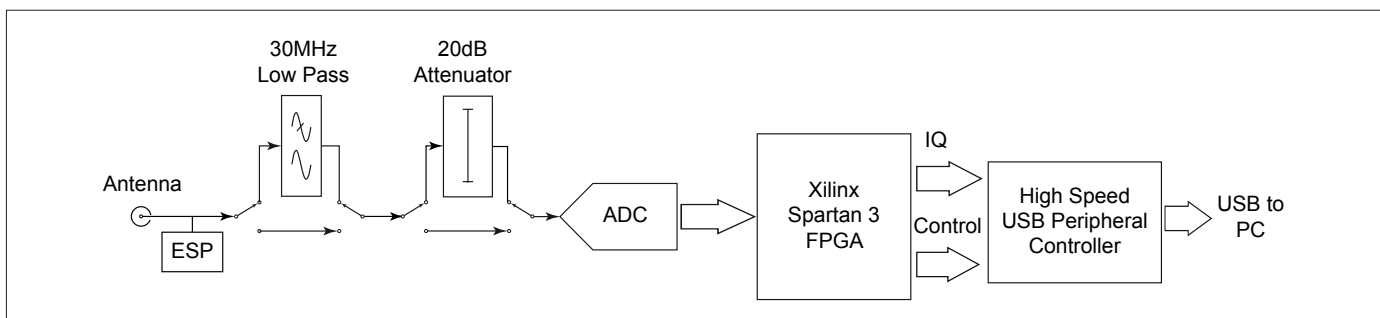 30MHz
Low Pass
20dB
Attenuator
Antenna
ESP
ADC
Xilinx
Spartan 3
FPGA
IQ
Control
High Speed
USB Peripheral
Controller
USB to
PC